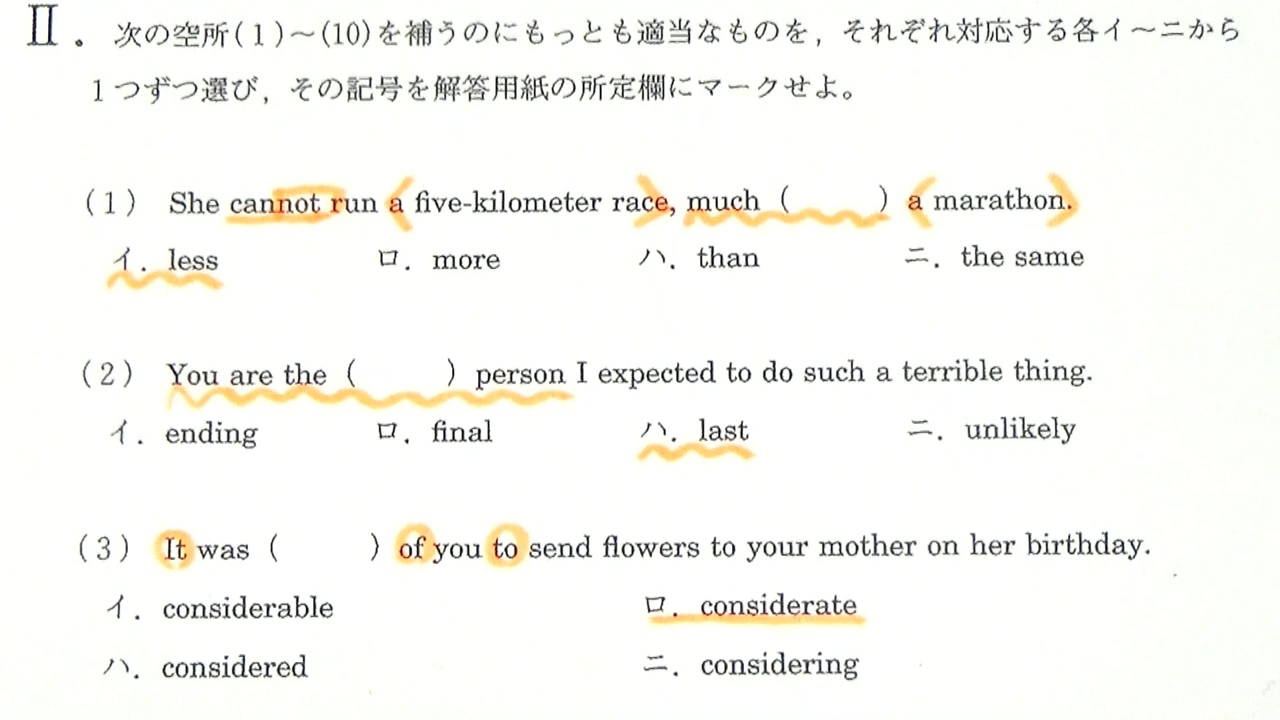 Ⅱ. 次の空所(1)～(10)を補うのにもっとも適当なものを，それぞれ対応する各イ～ニから
1つずつ選び，その記号を解答用紙の所定欄にマークせよ。
(1) She cannot run a five-kilometer race, much (　　) a marathon.
イ. less ロ. more ハ. than ニ. the same
(2) You are the (　　) person I expected to do such a terrible thing.
イ. ending ロ. final ハ. last ニ. unlikely
(3) It was (　　) of you to send flowers to your mother on her birthday.
イ. considerable ロ. considerate
ハ. considered ニ. considering